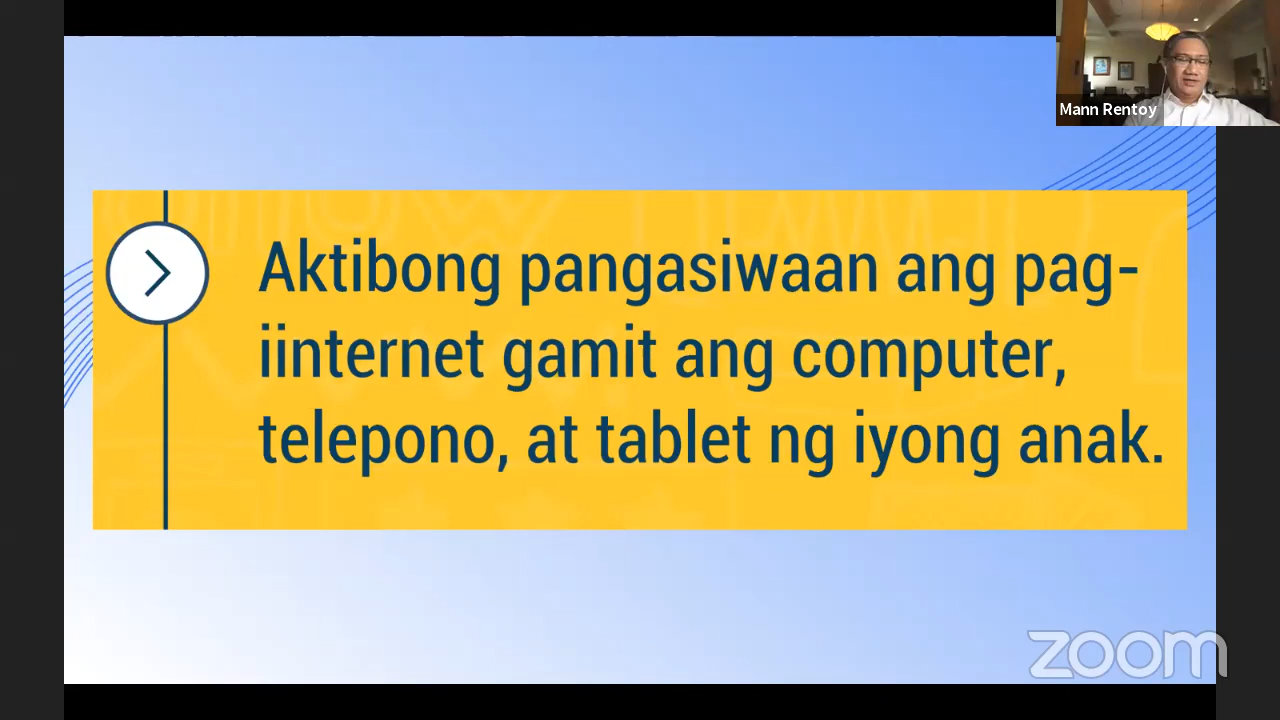 Mann Rentoy
Aktibong pangasiwaan ang pag-
iinternet gamit ang computer,
telepono, at tablet ng iyong anak.
zoom